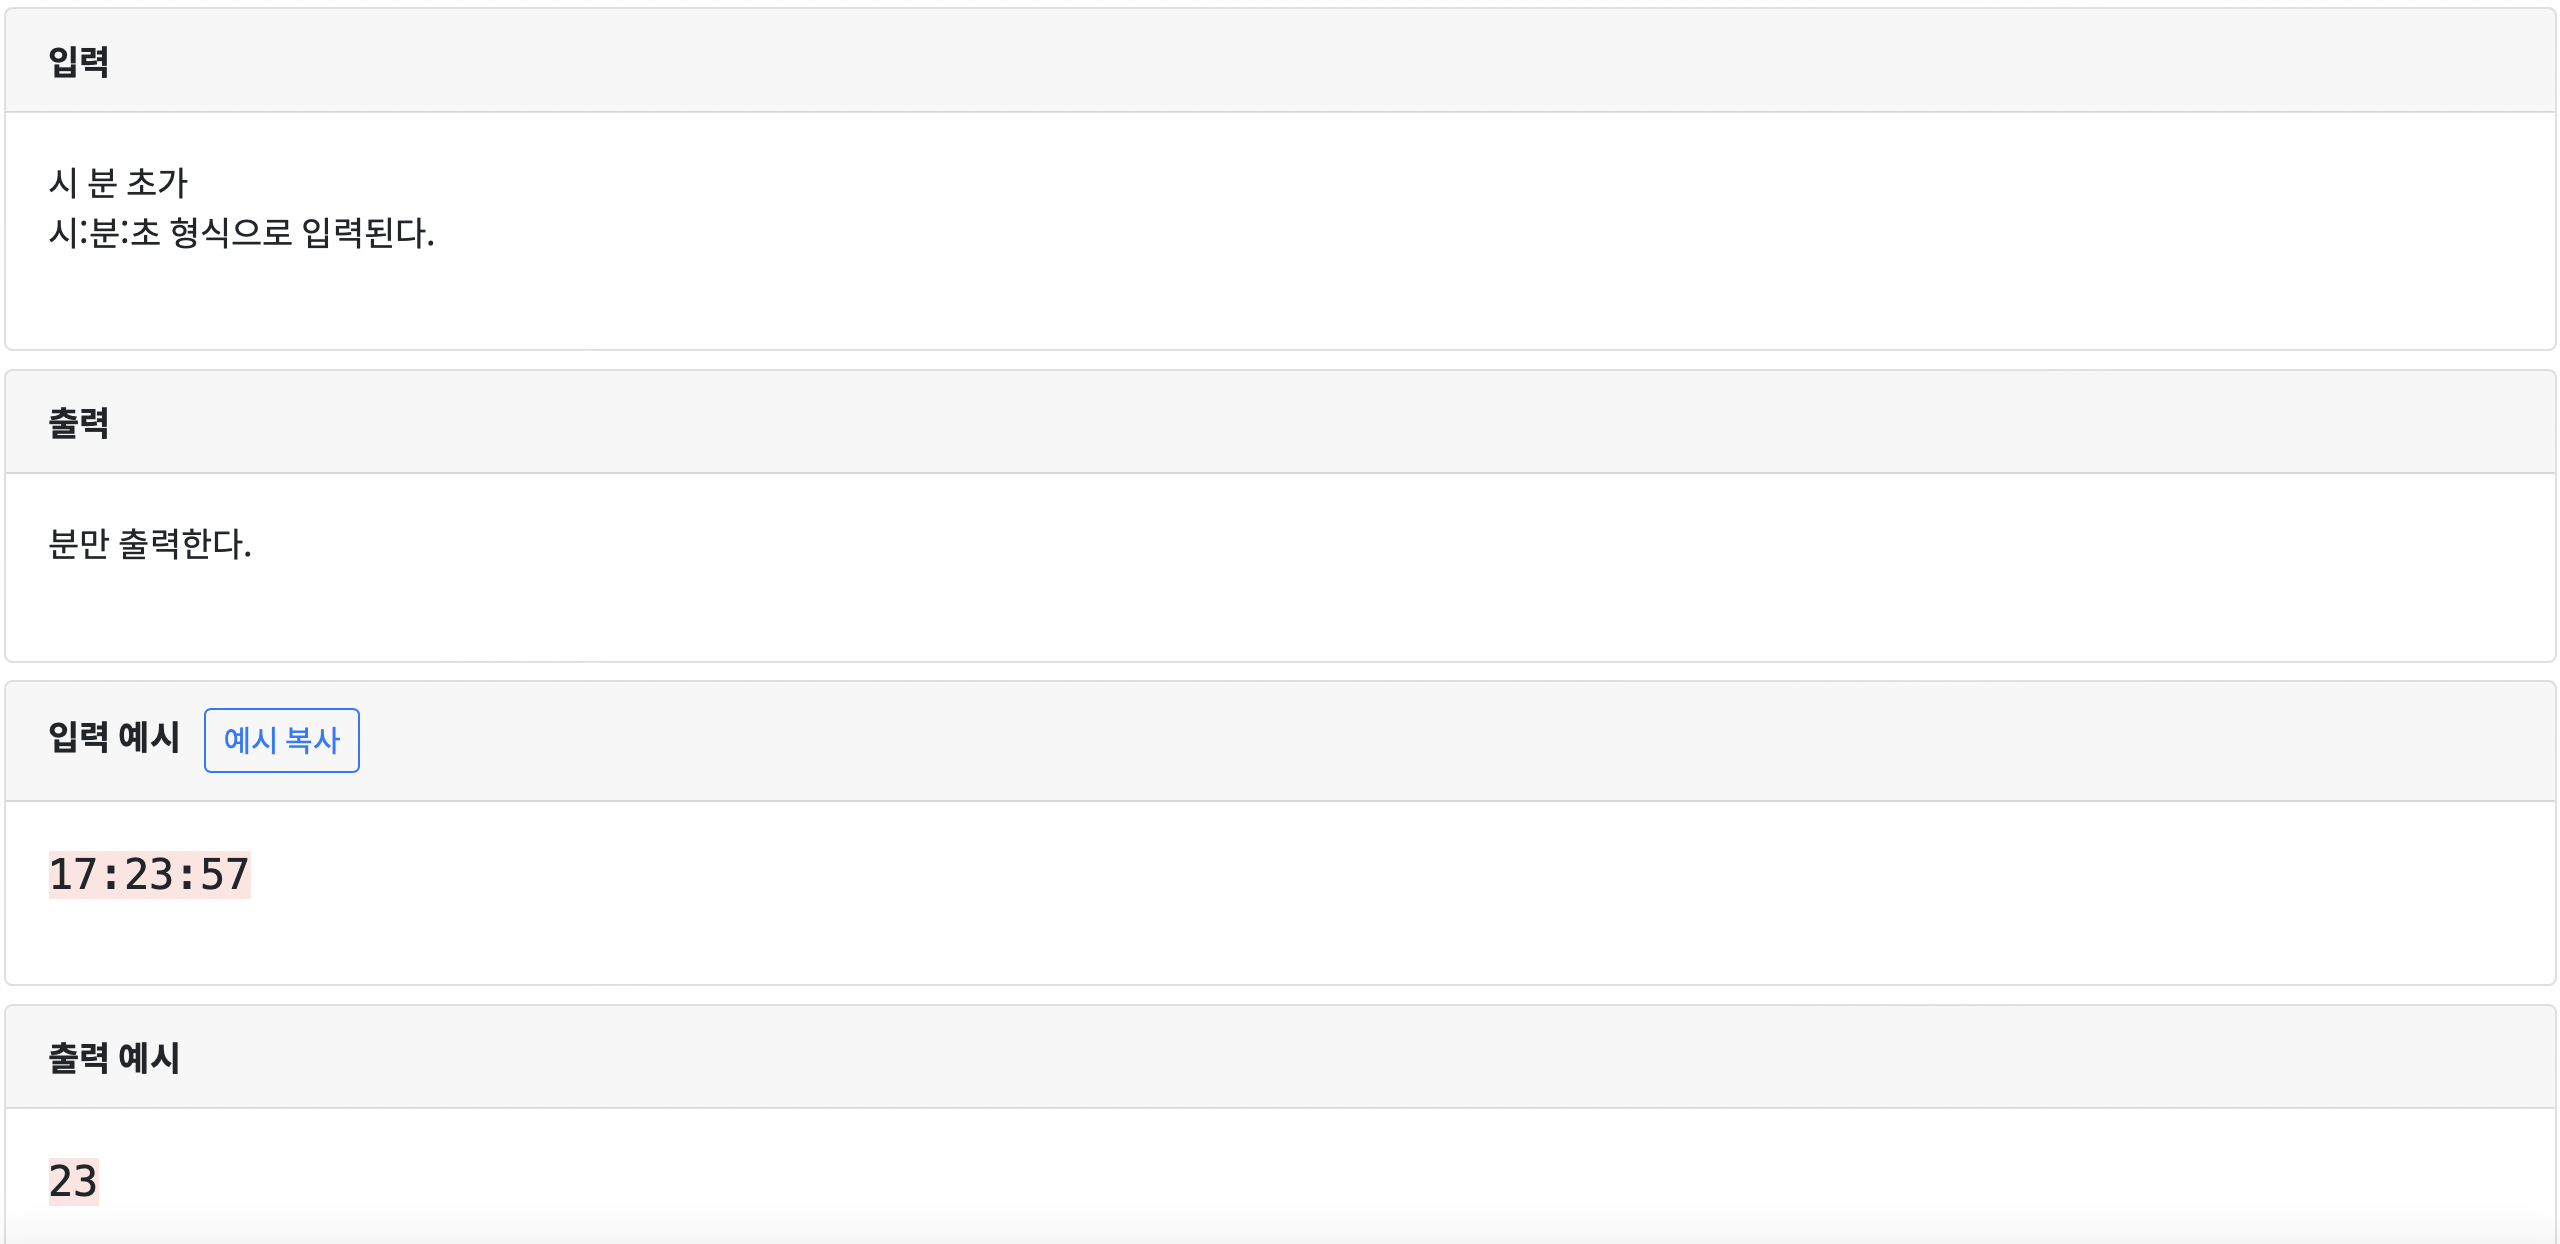 입력
시 분 초가
시:분:초 형식으로 입력된다.
출력
분만 출력한다.
입력 예시 예시 복사
17:23:57
출력 예시
23